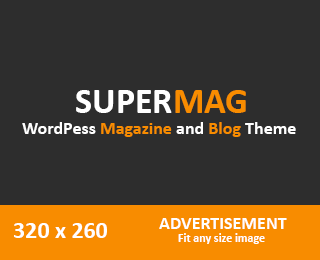 SUPERMAG
WordPess Magazine and Blog Theme
320 x 260
ADVERTISEMENT
Fit any size image